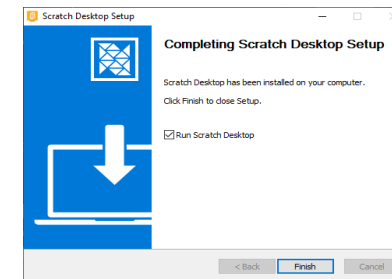 Scratch Desktop Setup
Completing Scratch Desktop Setup
Scratch Desktop has been installed on your computer.
Click Finish to close Setup.
Run Scratch Desktop
< Back Finish Cancel